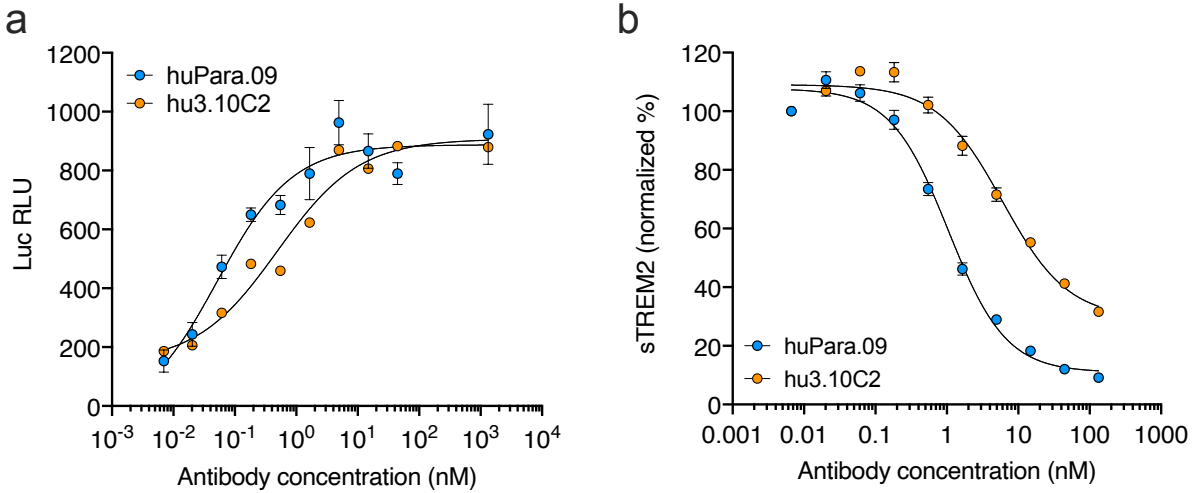 a
1200
1000
800
600
400
200
0
Luc RLU
huPara.09
hu3.10C2
10⁻³ 10⁻² 10⁻¹ 10⁰ 10¹ 10² 10³ 10⁴
Antibody concentration (nM)
b
120
100
80
60
40
20
0
sTREM2 (normalized %)
huPara.09
hu3.10C2
0.001 0.01 0.1 1 10 100 1000
Antibody concentration (nM)